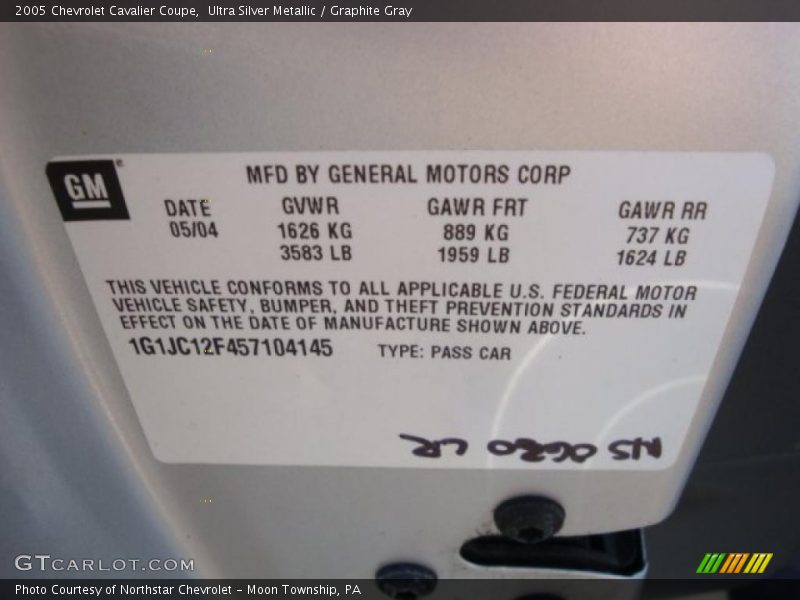 2005 Chevrolet Cavalier Coupe, Ultra Silver Metallic / Graphite Gray
MFD BY GENERAL MOTORS CORP
GM
DATE GVWR GAWR FRT GAWR RR
05/04 1626 KG 889 KG 737 KG
3583 LB 1959 LB 1624 LB
THIS VEHICLE CONFORMS TO ALL APPLICABLE U.S. FEDERAL MOTOR
VEHICLE SAFETY, BUMPER, AND THEFT PREVENTION STANDARDS IN
EFFECT ON THE DATE OF MANUFACTURE SHOWN ABOVE.
1G1JC12F457104145 TYPE: PASS CAR
GTCARLOT.COM
Photo Courtesy of Northstar Chevrolet – Moon Township, PA